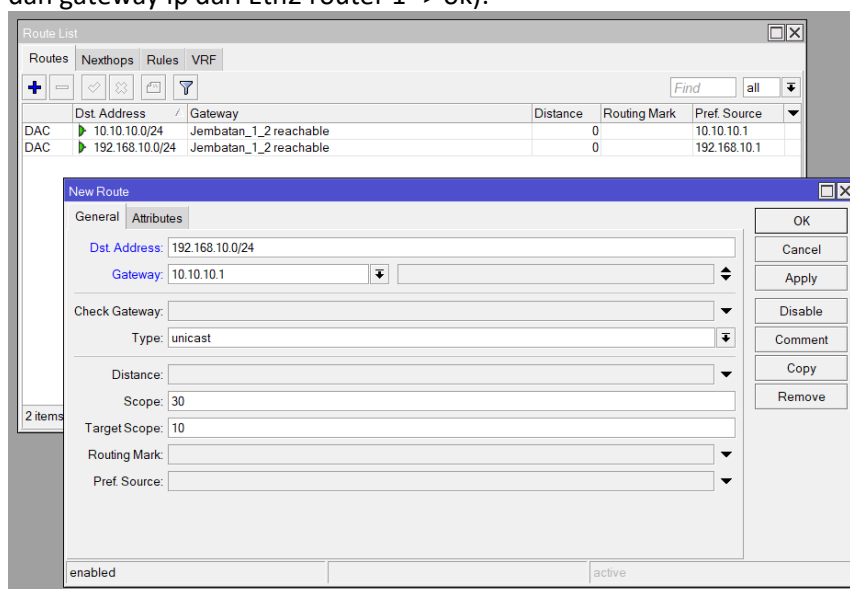 dan gateway ip dari Eth2 router 1 -> ok).
Route List
Routes Nexthops Rules VRF
Find all
Dst. Address / Gateway Distance Routing Mark Pref. Source
DAC 10.10.10.0/24 Jembatan_1_2 reachable 0 10.10.10.1
DAC 192.168.10.0/24 Jembatan_1_2 reachable 0 192.168.10.1
New Route
General Attributes
OK
Dst. Address: 192.168.10.0/24
Cancel
Gateway: 10.10.10.1
Apply
Check Gateway:
Disable
Type: unicast
Comment
Distance:
Copy
Scope: 30
Remove
2 items
Target Scope: 10
Routing Mark:
Pref. Source:
enabled active